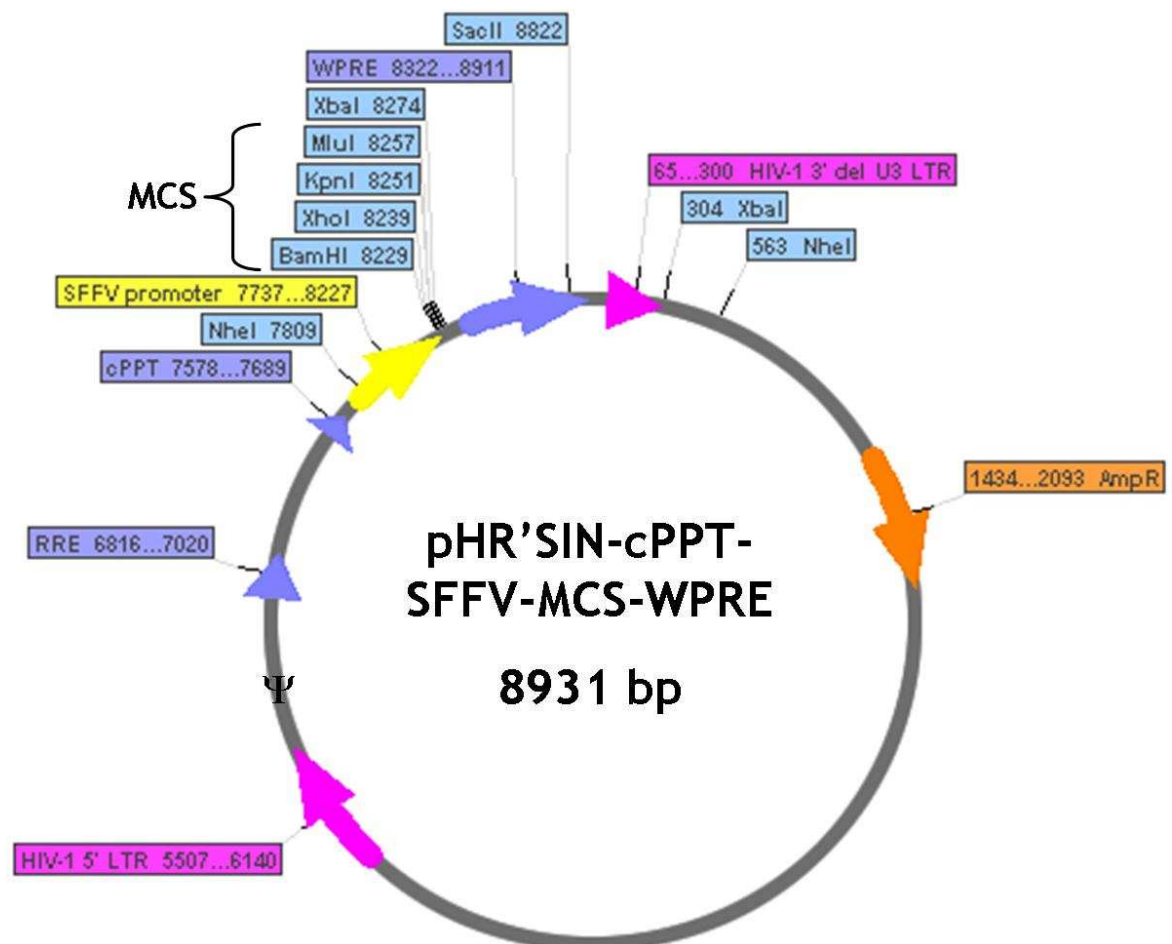 SacII 8822
WPRE 8322...8911
XbaI 8274
MluI 8257
KpnI 8251
XhoI 8239
BamHI 8229
MCS
SFFV promoter 7737...8227
NheI 7809
cPPT 7578...7689
RRE 6816...7020
Ψ
HIV-1 5' LTR 5507...6140
65...300 HIV-1 3' del U3 LTR
304 XbaI
563 NheI
1434...2093 AmpR
pHR’SIN-cPPT-
SFFV-MCS-WPRE
8931 bp